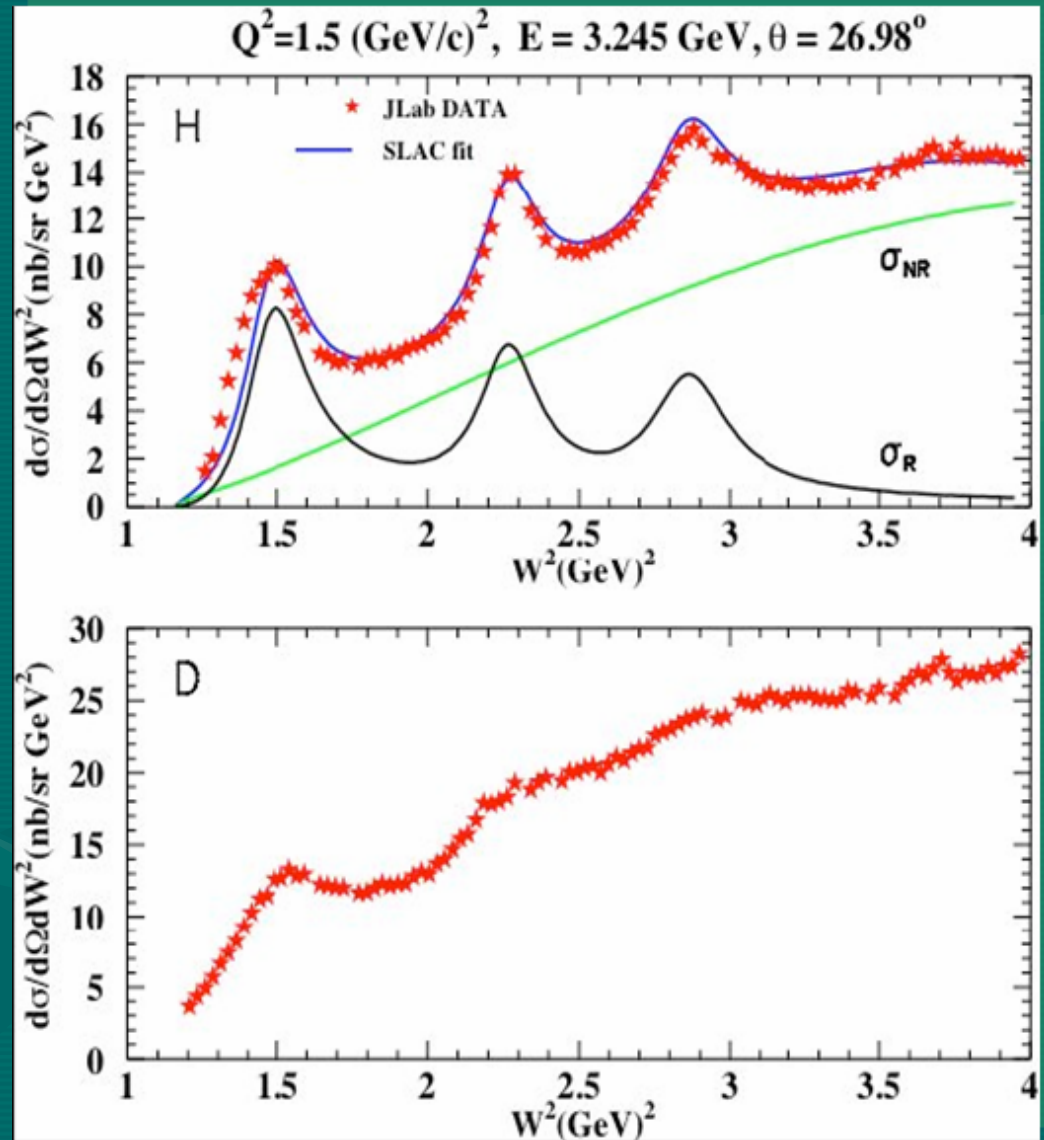 Q²=1.5 (GeV/c)², E = 3.245 GeV, θ = 26.98°
dσ/dΩdW²(nb/sr GeV²)
18
16
14
12
10
8
6
4
2
0
H
JLab DATA
SLAC fit
σNR
σR
1 1.5 2 2.5 3 3.5 4
W²(GeV)²
dσ/dΩdW²(nb/sr GeV²)
30
25
20
15
10
5
0
D
1 1.5 2 2.5 3 3.5 4
W²(GeV)²